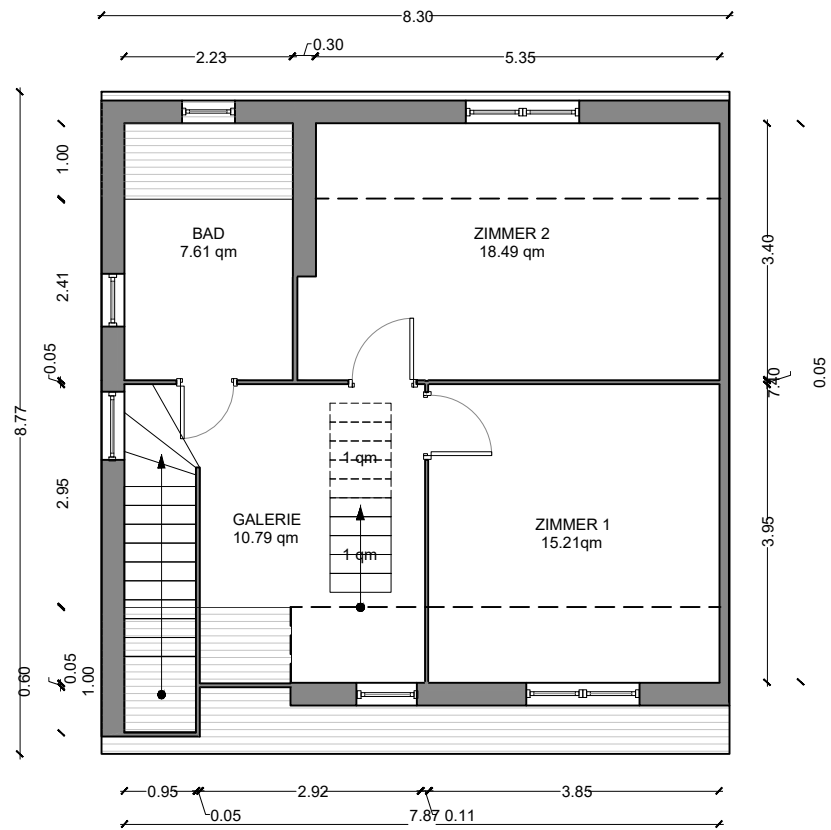 8.30
0.30
2.23
5.35
1.00
BAD
7.61 qm
ZIMMER 2
18.49 qm
3.40
2.41
0.05
7.40
0.05
8.77
1 qm
2.95
GALERIE
10.79 qm
ZIMMER 1
15.21qm
3.95
1 qm
0.60
0.05
1.00
0.95
2.92
3.85
0.05
7.87
0.11